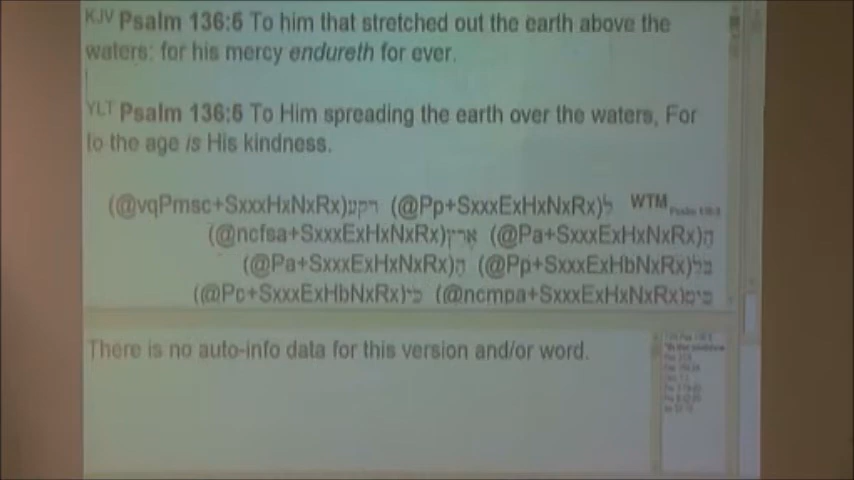 KJV Psalm 136:6 To him that stretched out the earth above the
waters: for his mercy endureth for ever.
YLT Psalm 136:6 To Him spreading the earth over the waters, For
to the age is His kindness.
WTM ל(@Pp+SxxxExHxNxRx) רקע(@vqPmsc+SxxxHxNxRx)
הָ(@Pa+SxxxExHxNxRx) אֶרֶץ(@ncfsa+SxxxExHxNxRx)
(@Pp+SxxxExHbNxRx) הַ(@Pa+SxxxExHxNxRx)
(@ncmpa+SxxxExHxNxRx) כִּי(@Pc+SxxxExHbNxRx)
There is no auto-info data for this version and/or word.